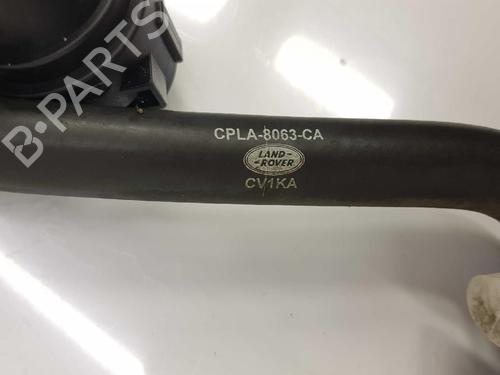 CPLA-8063-CA
LAND-
ROVER
CV1KA
B-PARTS